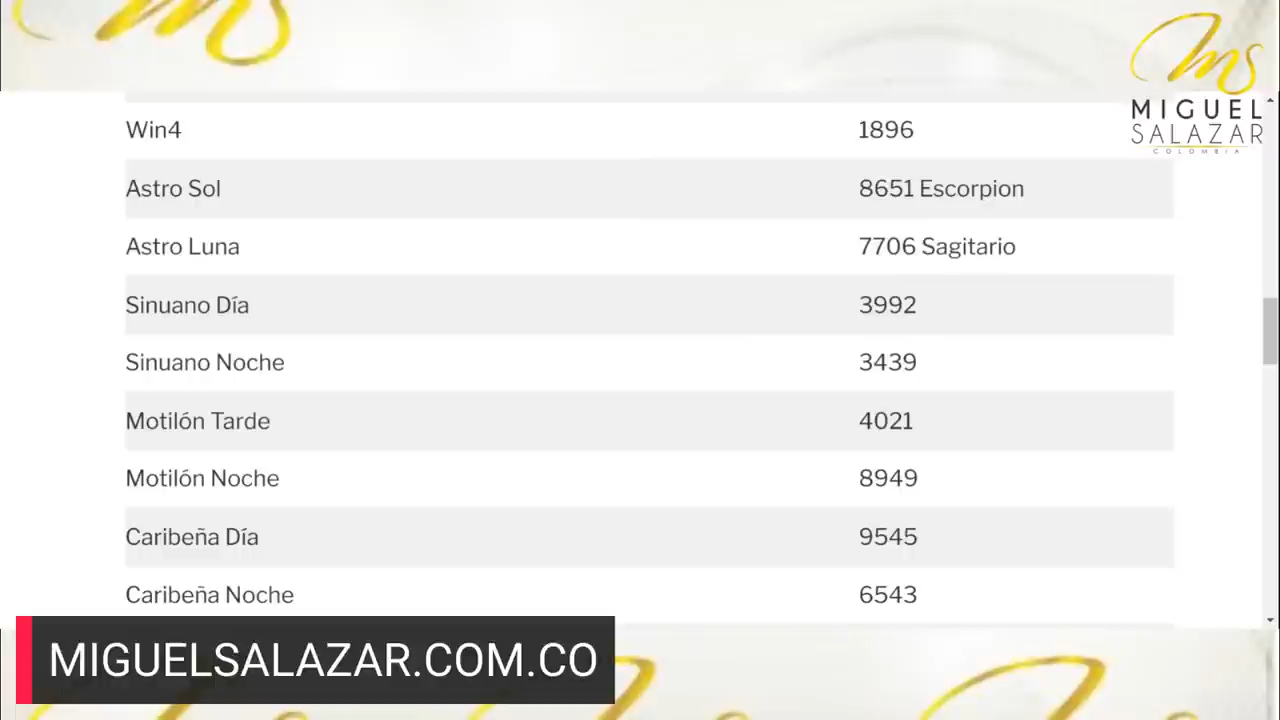 MIGUEL
SALAZAR
COLOMBIA
Win4 1896
Astro Sol 8651 Escorpion
Astro Luna 7706 Sagitario
Sinuano Día 3992
Sinuano Noche 3439
Motilón Tarde 4021
Motilón Noche 8949
Caribeña Día 9545
Caribeña Noche 6543
MIGUELSALAZAR.COM.CO